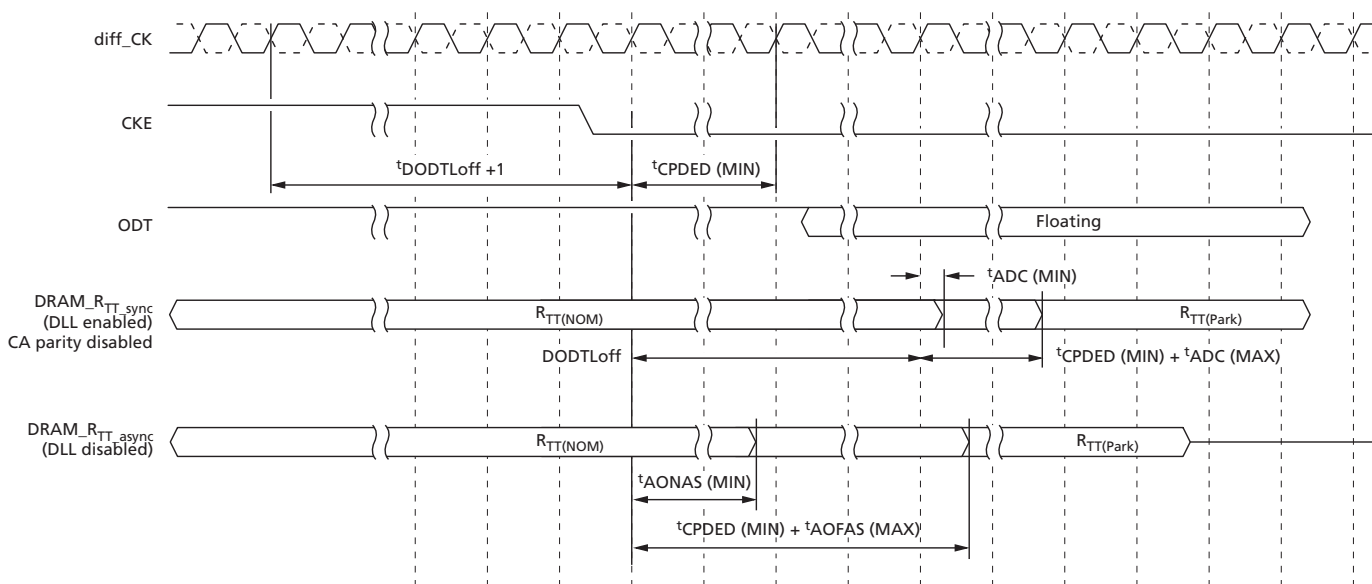 diff_CK
CKE
tDODTLoff +1
tCPDED (MIN)
ODT
Floating
tADC (MIN)
DRAM_RTT_sync
(DLL enabled)
CA parity disabled
RTT(NOM)
RTT(Park)
DODTLoff
tCPDED (MIN) + tADC (MAX)
DRAM_RTT_async
(DLL disabled)
RTT(NOM)
RTT(Park)
tAONAS (MIN)
tCPDED (MIN) + tAOFAS (MAX)